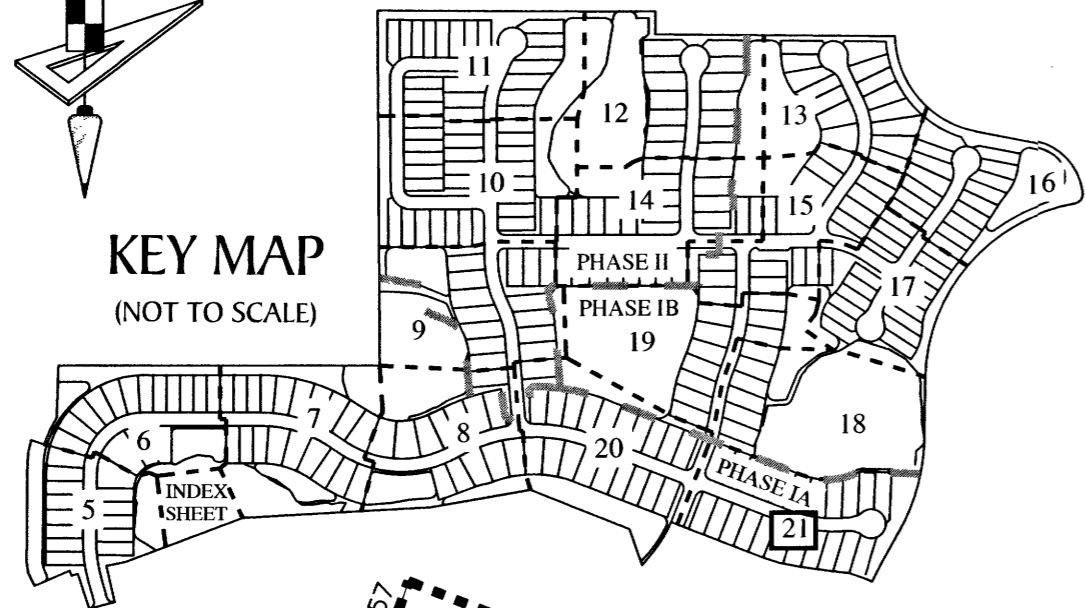 11
12
13
10
14
15
16
KEY MAP
(NOT TO SCALE)
PHASE II
PHASE IB
17
9
19
7
8
18
6
20
INDEX
SHEET
PHASE IA
5
21
57